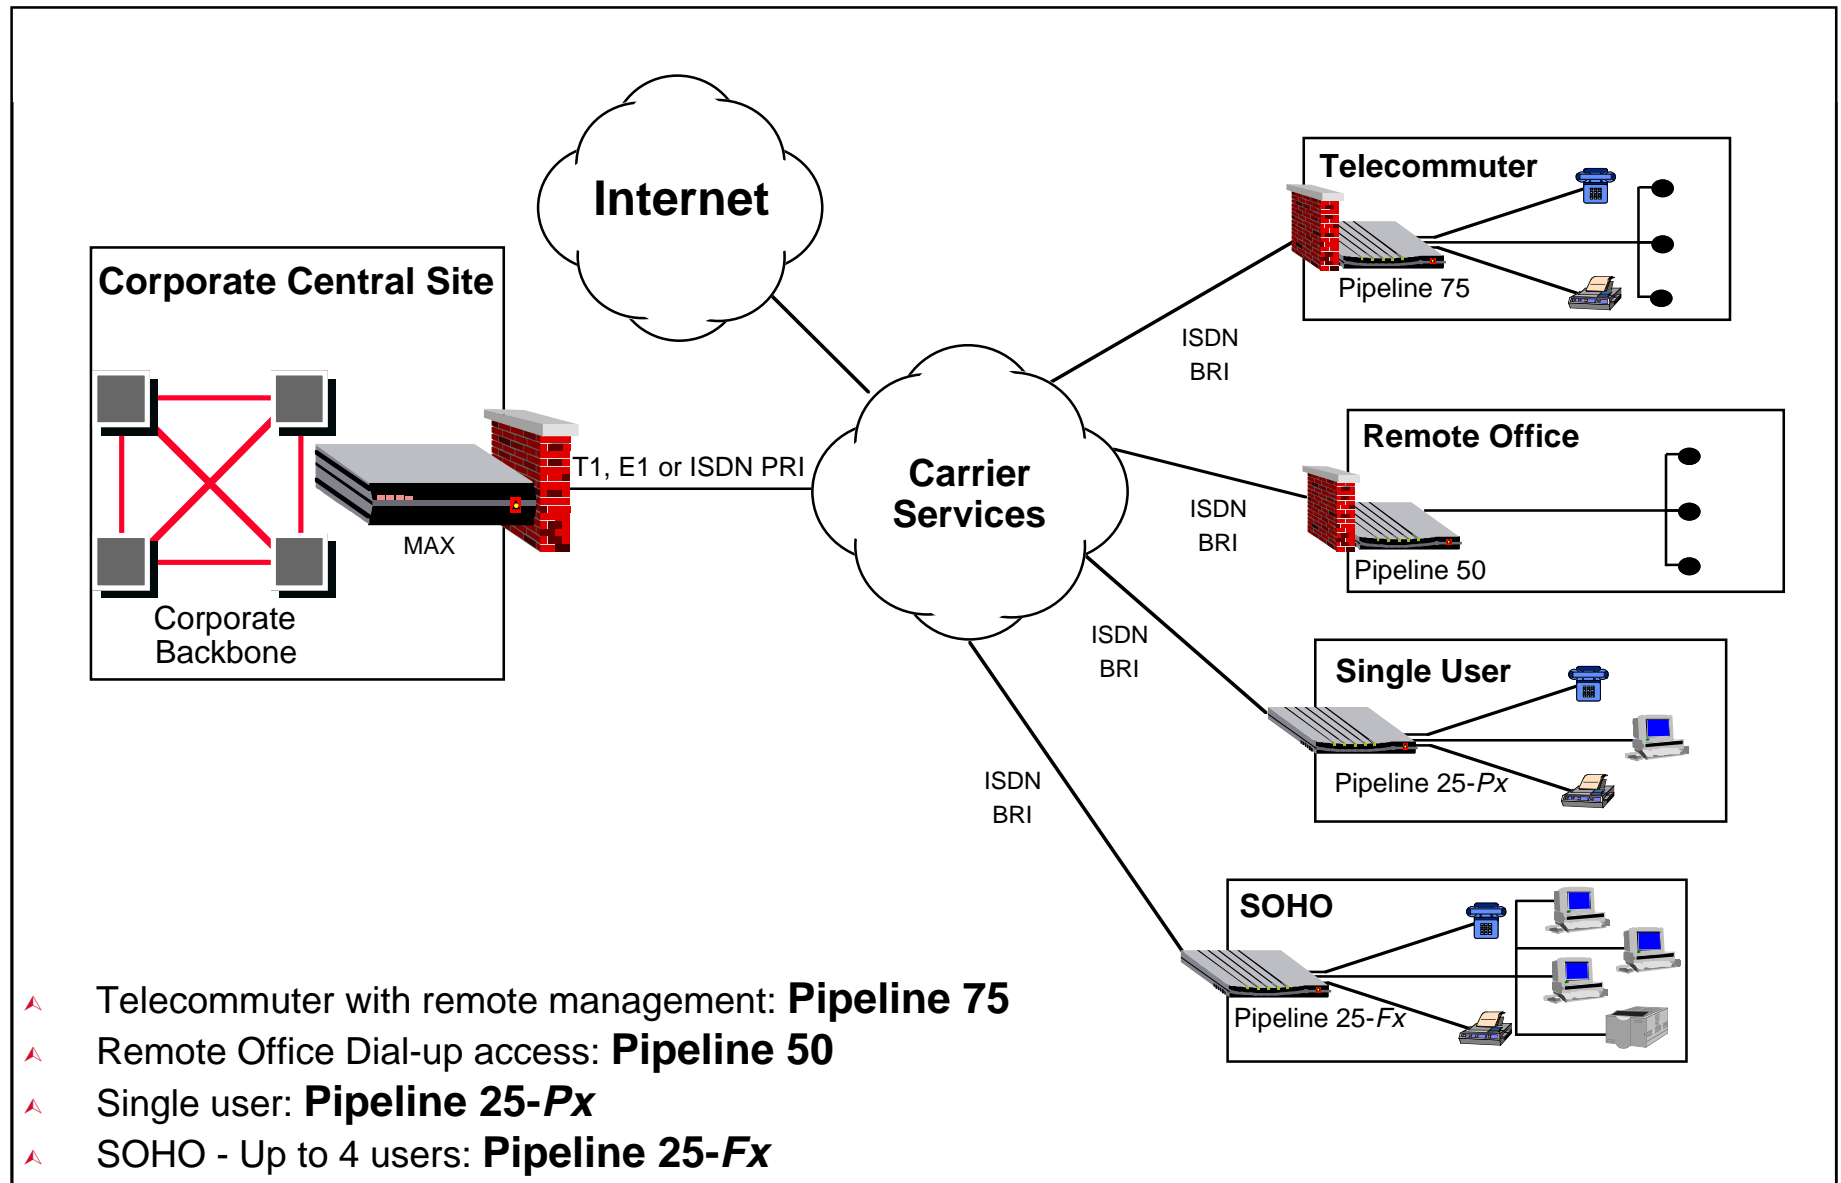 Internet
Corporate Central Site
MAX
Corporate
Backbone
T1, E1 or ISDN PRI
Carrier
Services
ISDN
BRI
Telecommuter
Pipeline 75
ISDN
BRI
Remote Office
Pipeline 50
ISDN
BRI
Single User
Pipeline 25-Px
ISDN
BRI
SOHO
Pipeline 25-Fx
Telecommuter with remote management: Pipeline 75
Remote Office Dial-up access: Pipeline 50
Single user: Pipeline 25-Px
SOHO - Up to 4 users: Pipeline 25-Fx